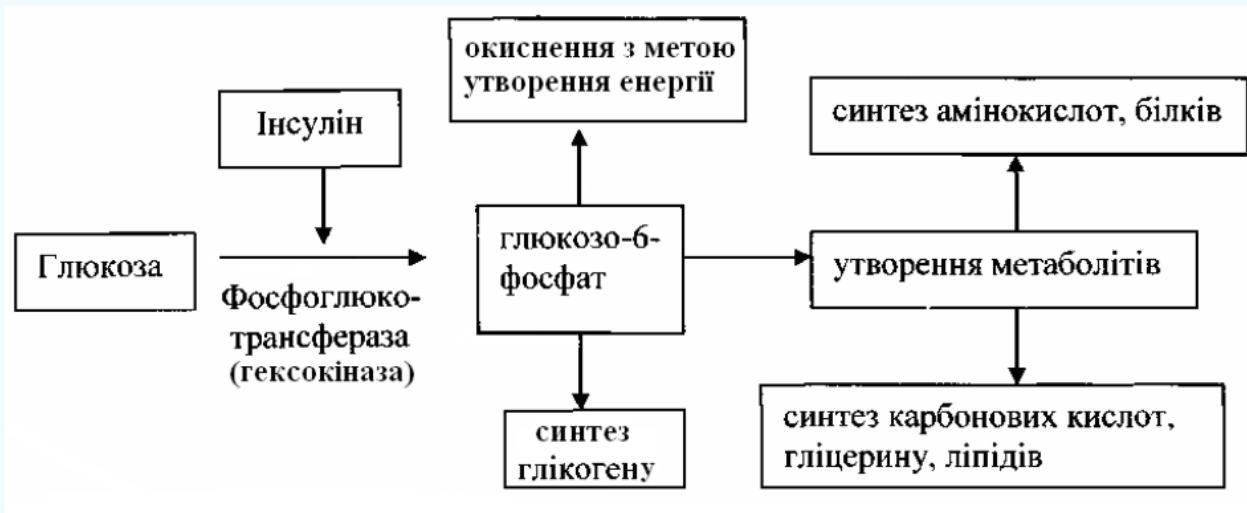 окиснення з метою
утворення енергії
Інсулін
синтез амінокислот, білків
Глюкоза
Фосфоглюко-
трансфераза
(гексокіназа)
глюкозо-6-
фосфат
утворення метаболітів
синтез
глікогену
синтез карбонових кислот,
гліцерину, ліпідів